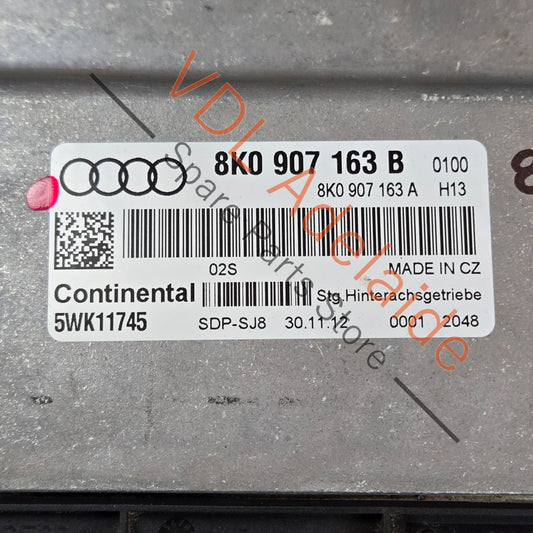 8K0 907 163 B 0100
8K0 907 163 A H13
02S MADE IN CZ
Continental Stg Hinterachsgetriebe
5WK11745 SDP-SJ8 30.11.12 0001 2048
VDL Adelaide
Spare Parts Store
8